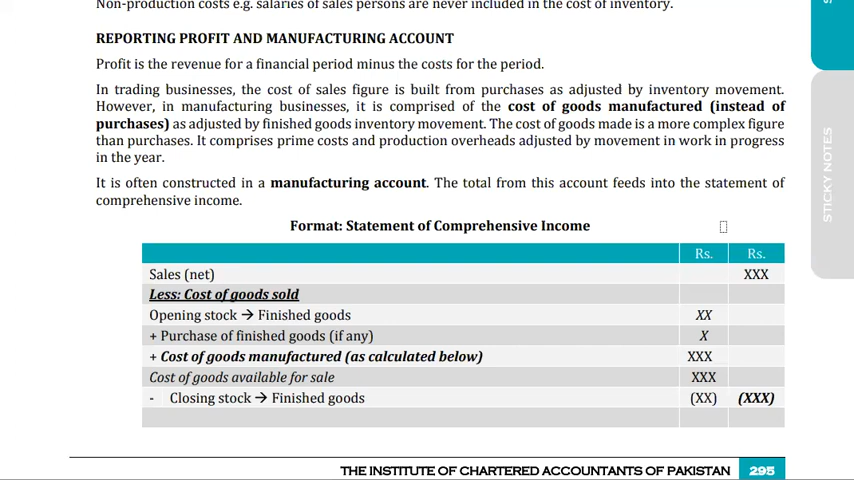 Non-production costs e.g. salaries of sales persons are never included in the cost of inventory.
REPORTING PROFIT AND MANUFACTURING ACCOUNT
Profit is the revenue for a financial period minus the costs for the period.
In trading businesses, the cost of sales figure is built from purchases as adjusted by inventory movement.
However, in manufacturing businesses, it is comprised of the cost of goods manufactured (instead of
purchases) as adjusted by finished goods inventory movement. The cost of goods made is a more complex figure
than purchases. It comprises prime costs and production overheads adjusted by movement in work in progress
in the year.
It is often constructed in a manufacturing account. The total from this account feeds into the statement of
comprehensive income.
Format: Statement of Comprehensive Income
Rs. Rs.
Sales (net) XXX
Less: Cost of goods sold
Opening stock → Finished goods XX
+ Purchase of finished goods (if any) X
+ Cost of goods manufactured (as calculated below) XXX
Cost of goods available for sale XXX
- Closing stock → Finished goods (XX) (XXX)
THE INSTITUTE OF CHARTERED ACCOUNTANTS OF PAKISTAN 295
STICKY NOTES